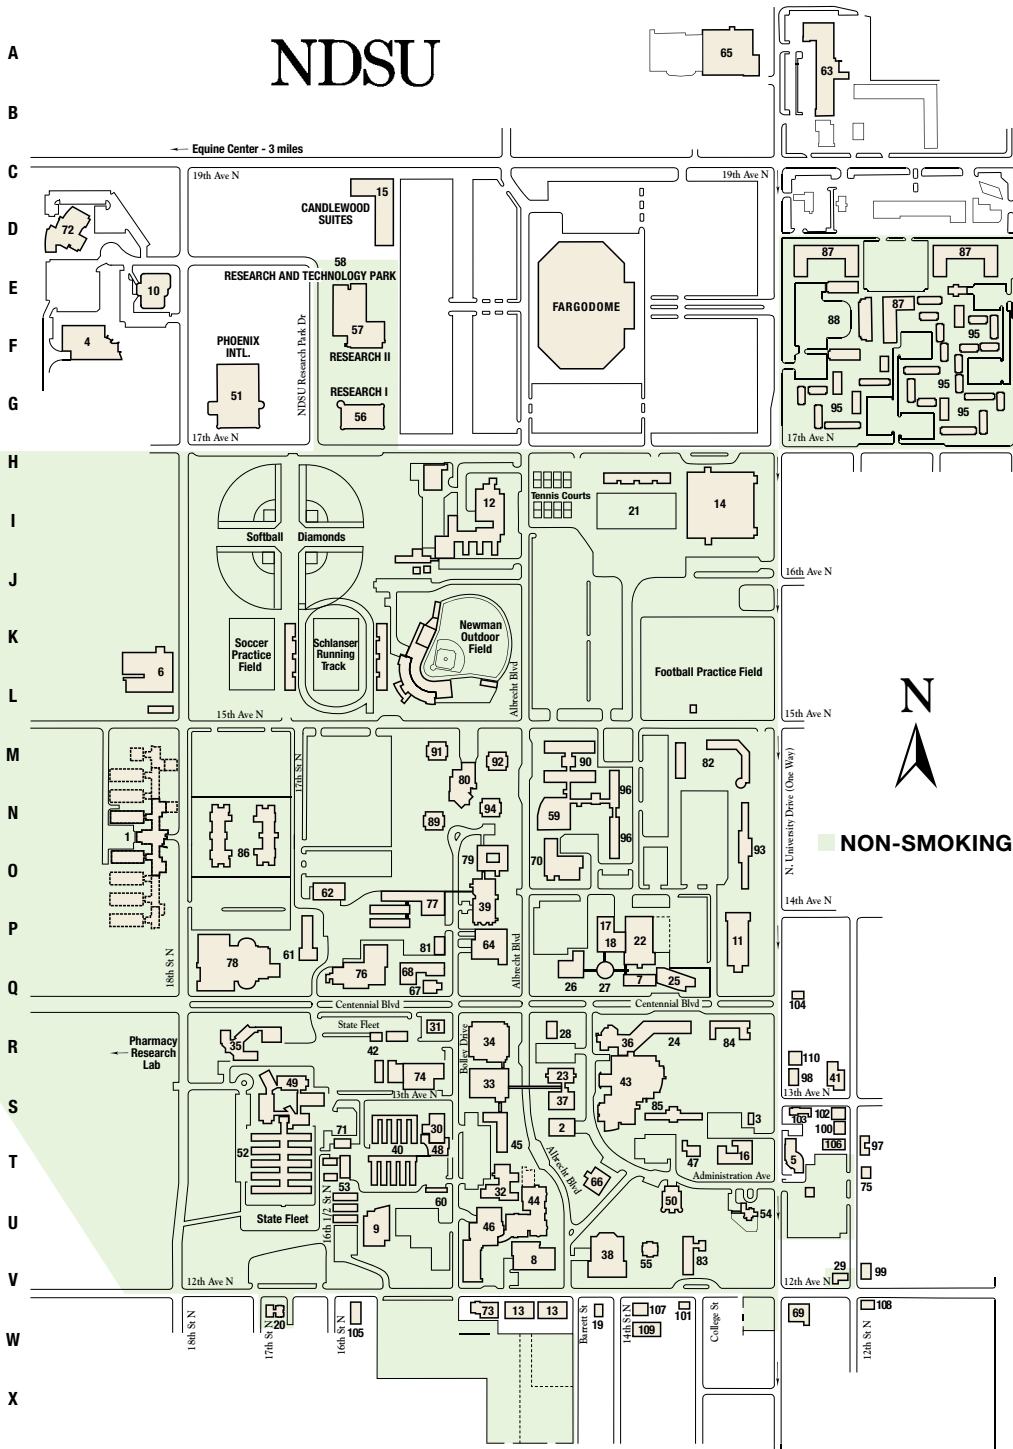 NDSU
A
B
C
D
E
F
G
H
I
J
K
L
M
N
O
P
Q
R
S
T
U
V
W
X
65
63
Equine Center - 3 miles
19th Ave N
19th Ave N
15
CANDLEWOOD
SUITES
72
58
RESEARCH AND TECHNOLOGY PARK
10
4
57
RESEARCH II
FARGODOME
87
87
87
88
95
95
95
95
PHOENIX
INTL.
51
NDSU Research Park Dr
RESEARCH I
56
17th Ave N
17th Ave N
12
Tennis Courts
21
14
Softball Diamonds
16th Ave N
Soccer
Practice
Field
Schlanser
Running
Track
Newman
Outdoor
Field
Albrecht Blvd
Football Practice Field
6
15th Ave N
15th Ave N
N
91
92
80
90
82
17th St N
N. University Drive (One Way)
94
89
59
96
96
93
NON-SMOKING
1
86
79
70
62
77
39
14th Ave N
17
18
22
11
81
64
61
78
76
68
67
18th St N
Albrecht Blvd
26
27
7
25
104
Centennial Blvd
Centennial Blvd
State Fleet
31
Bolley Drive
34
28
36
24
84
Pharmacy
Research
Lab
35
42
110
98
41
74
33
23
43
49
13th Ave N
37
85
13th Ave N
3
103
102
100
106
97
71
40
30
48
45
2
52
47
16
5
Albrecht Blvd
Administration Ave
75
53
32
66
16 1/2 St N
60
44
50
54
State Fleet
9
46
8
38
55
83
29
99
12th Ave N
12th Ave N
18th St N
17th St N
20
16th St N
105
73
13
13
Barrett St
19
14th St N
107
109
101
College St
69
108
12th St N